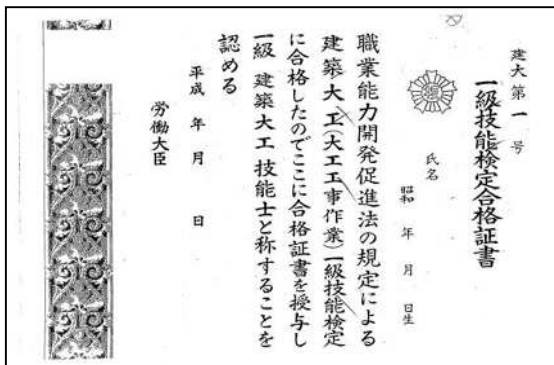 建大第一号
一級技能検定合格証書
氏名
昭和 年 月 日生
職業能力開発促進法の規定による
建築大工(大工工事作業)一級技能検定
に合格したのでここに合格証書を授与し
一級 建築大工 技能士と称することを
認める
平成 年 月 日
労働大臣